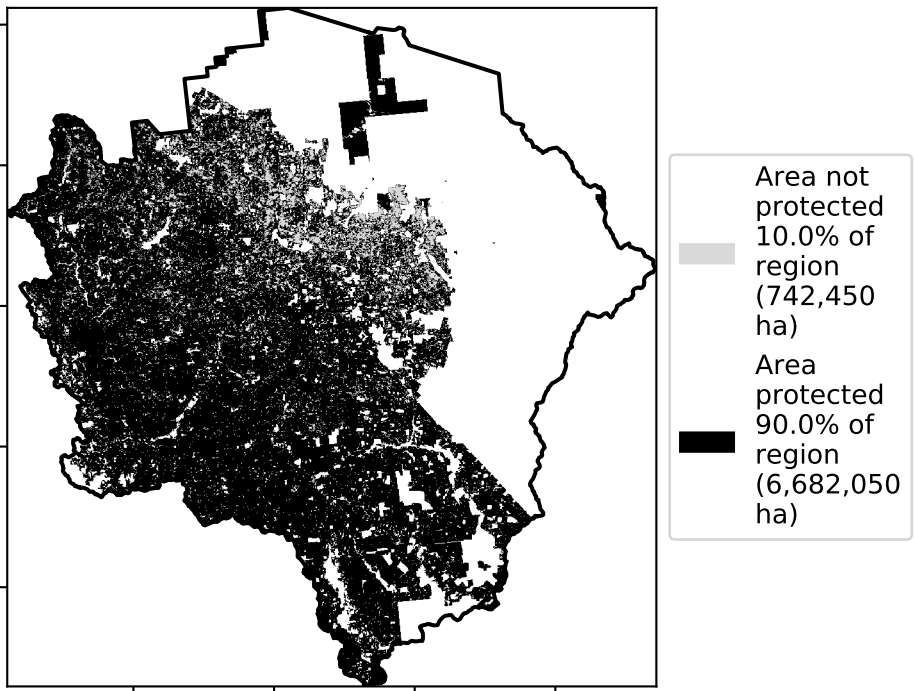 Area not
protected
10.0% of
region
(742,450
ha)
Area
protected
90.0% of
region
(6,682,050
ha)